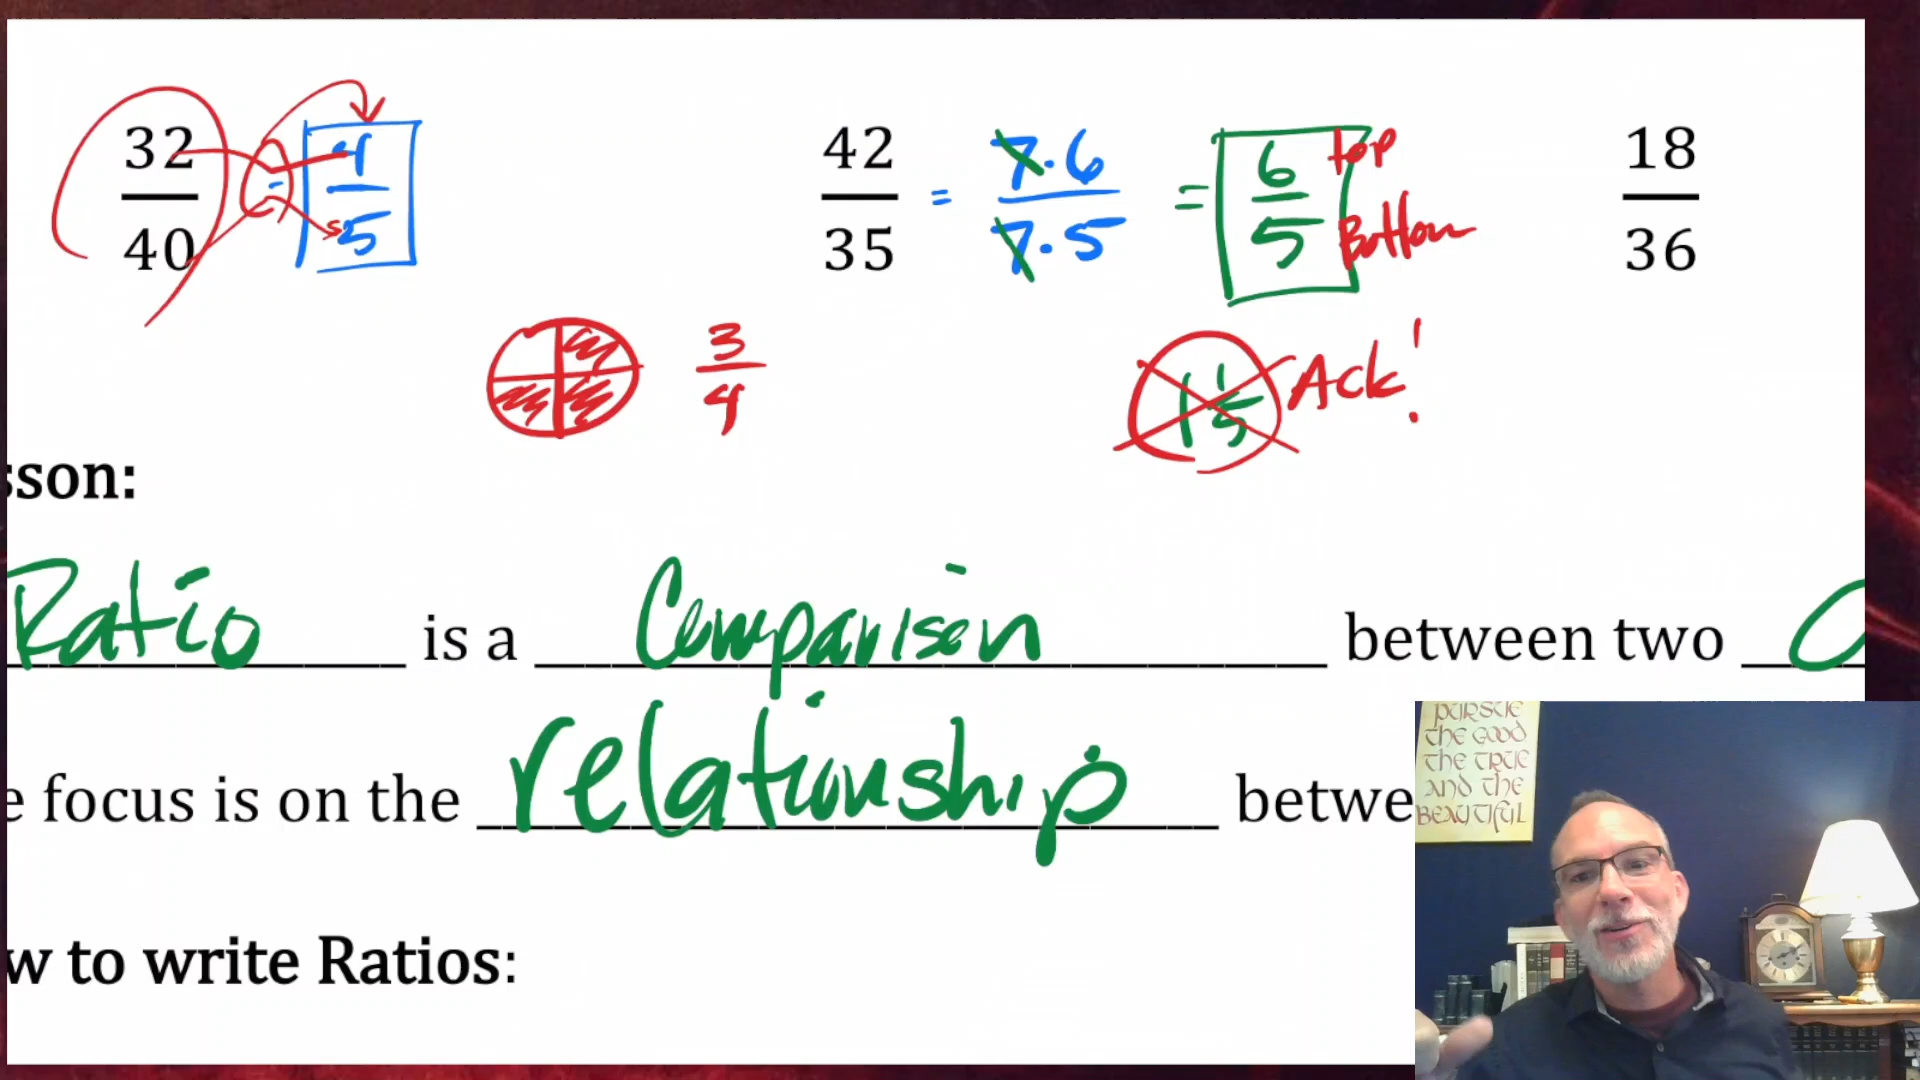 32/40 = 4/5
42/35 = 7·6/7·5 = 6/5 top Bottom
18/36
3/4
1 1/5 Ack!
sson:
Ratio is a Comparison between two
e focus is on the relationship betwe
w to write Ratios:
PURSUE
THE GOOD
THE TRUE
AND THE
BEAUTIFUL